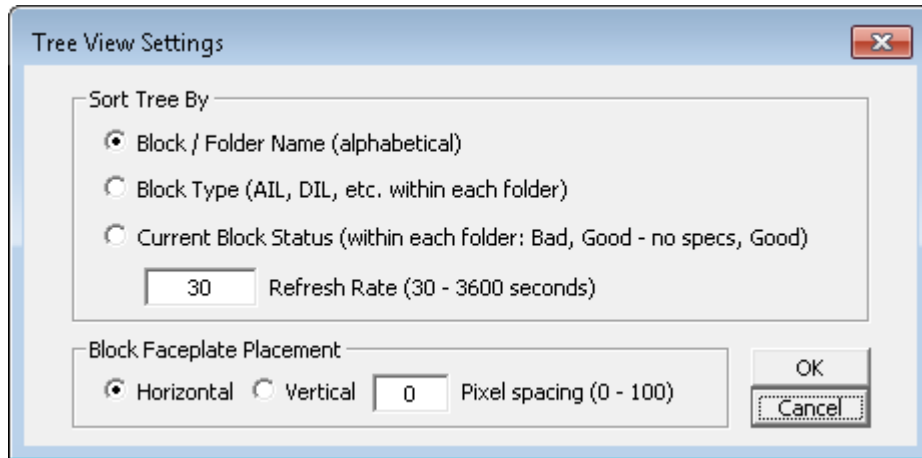 Tree View Settings
Sort Tree By
Block / Folder Name (alphabetical)
Block Type (AIL, DIL, etc. within each folder)
Current Block Status (within each folder: Bad, Good - no specs, Good)
30 Refresh Rate (30 - 3600 seconds)
Block Faceplate Placement
Horizontal Vertical 0 Pixel spacing (0 - 100)
OK
Cancel